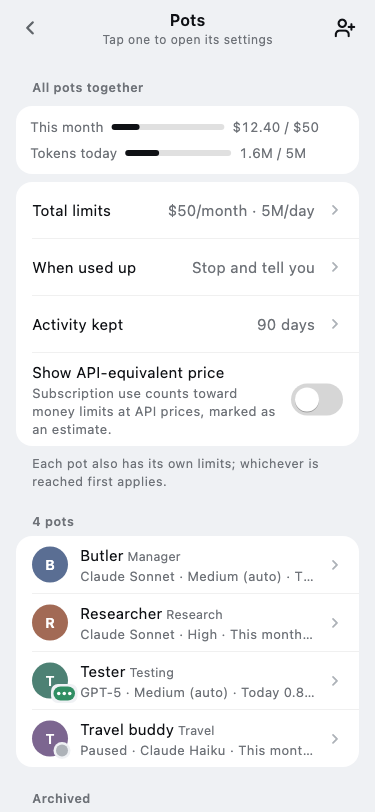 Pots
Tap one to open its settings
All pots together
This month $12.40 / $50
Tokens today 1.6M / 5M
Total limits $50/month · 5M/day
When used up Stop and tell you
Activity kept 90 days
Show API-equivalent price
Subscription use counts toward
money limits at API prices, marked as
an estimate.
Each pot also has its own limits; whichever is
reached first applies.
4 pots
B Butler Manager
Claude Sonnet · Medium (auto) · T…
R Researcher Research
Claude Sonnet · High · This month…
T Tester Testing
GPT-5 · Medium (auto) · Today 0.8…
T Travel buddy Travel
Paused · Claude Haiku · This mont…
Archived